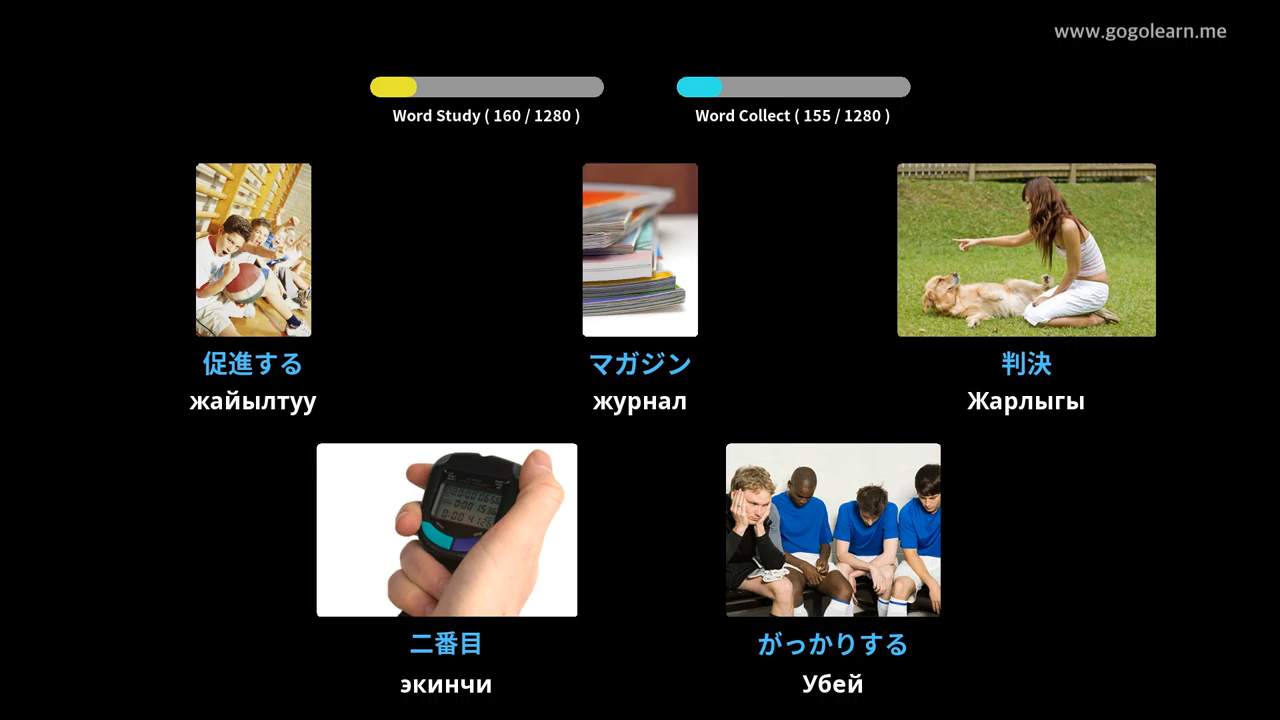 www.gogolearn.me
Word Study ( 160 / 1280 )
Word Collect ( 155 / 1280 )
促進する
жайылтуу
マガジン
журнал
判決
Жарлыгы
二番目
экинчи
がっかりする
Убей